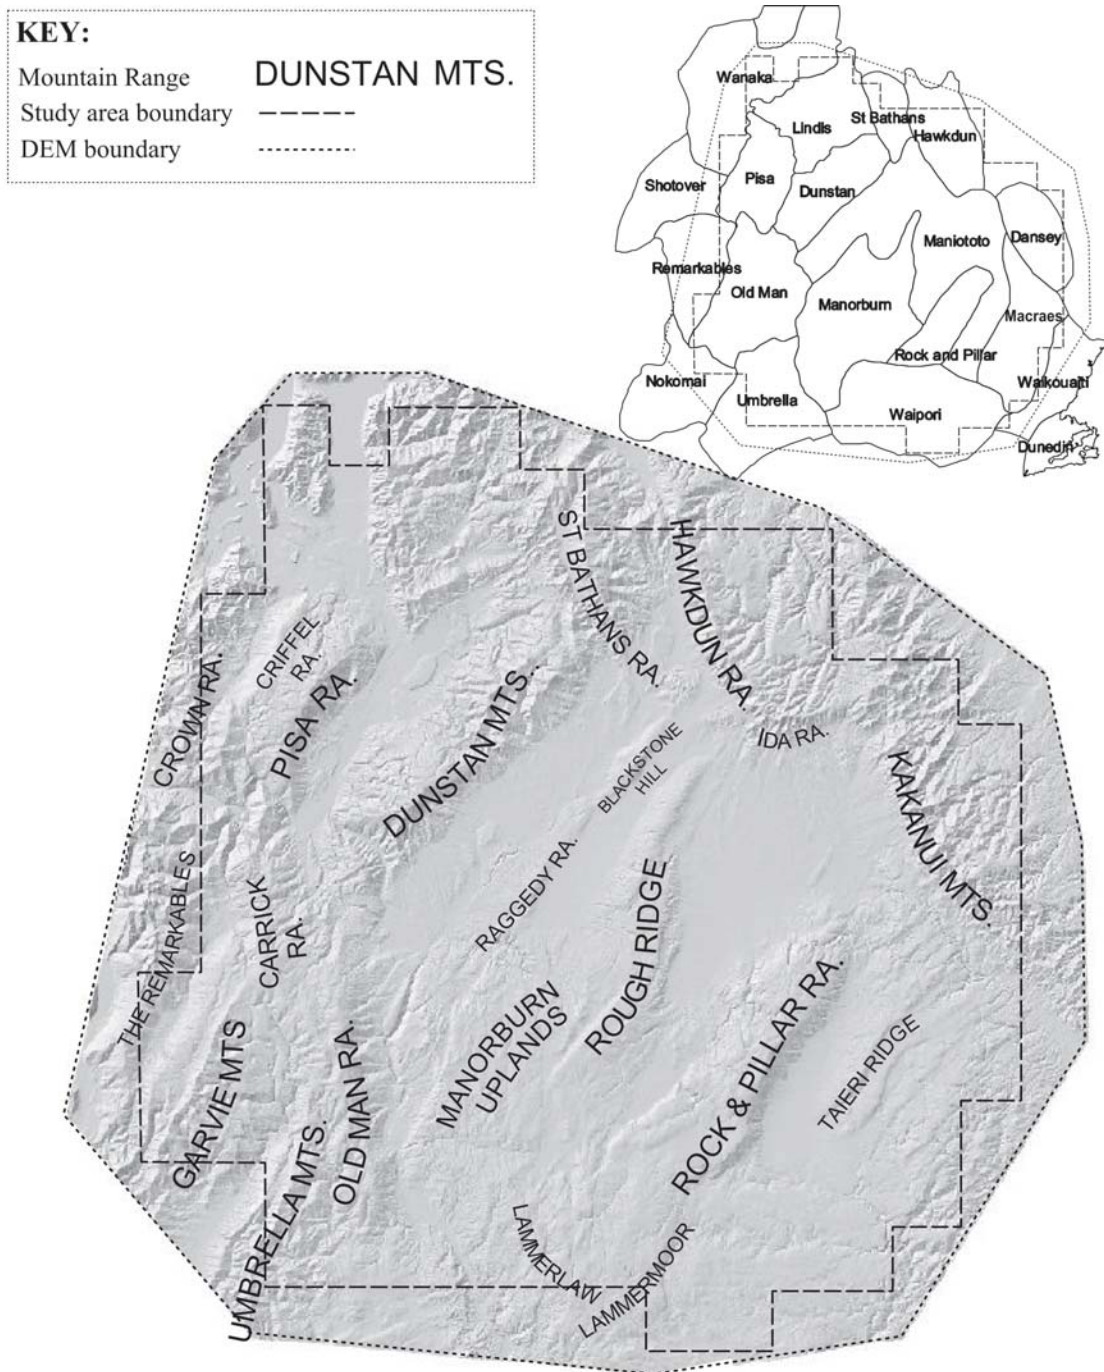 KEY:
Mountain Range DUNSTAN MTS.
Study area boundary
DEM boundary
Wanaka
Lindis
St Bathans
Hawkdun
Shotover
Pisa
Dunstan
Maniototo
Dansey
Remarkables
Old Man
Manorburn
Macraes
Rock and Pillar
Nokomai
Umbrella
Waipori
Waikouaiti
Dunedin
ST BATHANS RA.
HAWKDUN RA.
CRIFFEL
RA.
CROWN RA.
PISA RA.
DUNSTAN MTS.
IDA RA.
BLACKSTONE
HILL
KAKANUI MTS.
RAGGEDY RA.
ROUGH RIDGE
THE REMARKABLES
CARRICK
RA.
ROCK & PILLAR RA.
MANORBURN
UPLANDS
TAIERI RIDGE
GARVIE MTS
OLD MAN RA.
UMBRELLA MTS.
LAMMERLAW
LAMMERMOOR